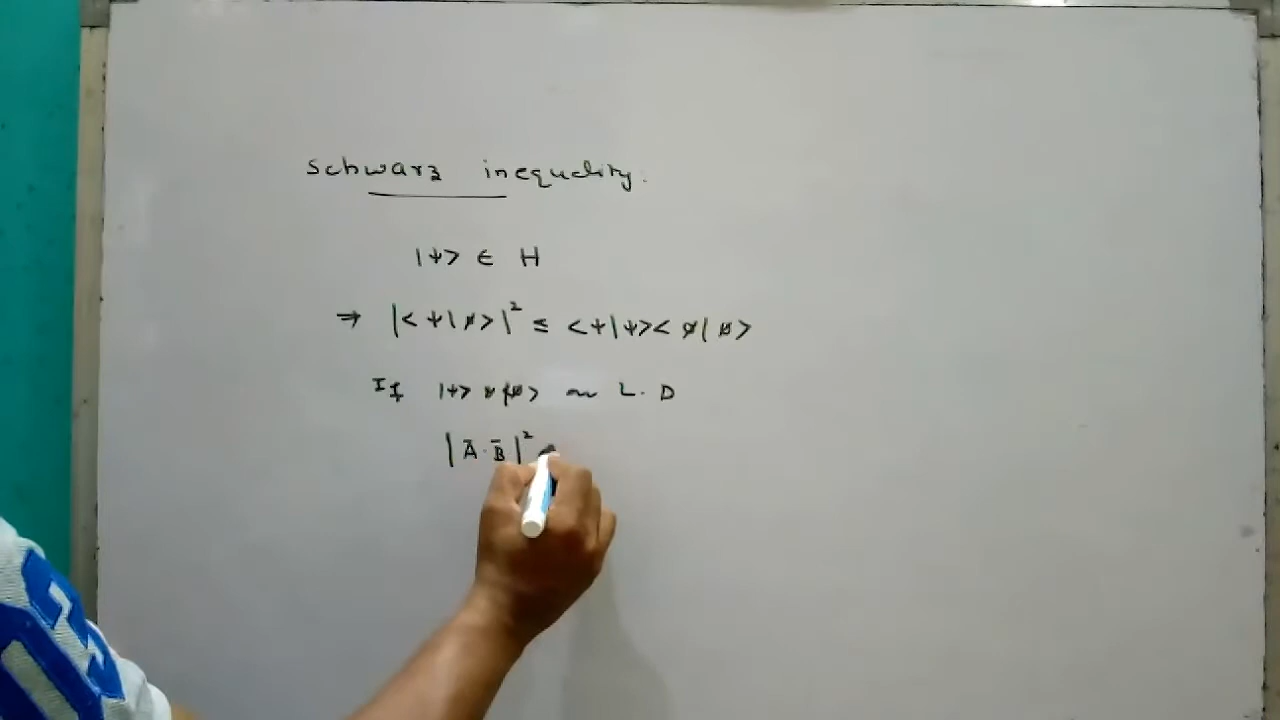 Schwarz inequality.
|ψ> ∈ H
⇒ |<ψ|ø>|² ≤ <ψ|ψ><ø|ø>
If |ψ> & |ø> ~ L.D
|A̅ · B̅|²